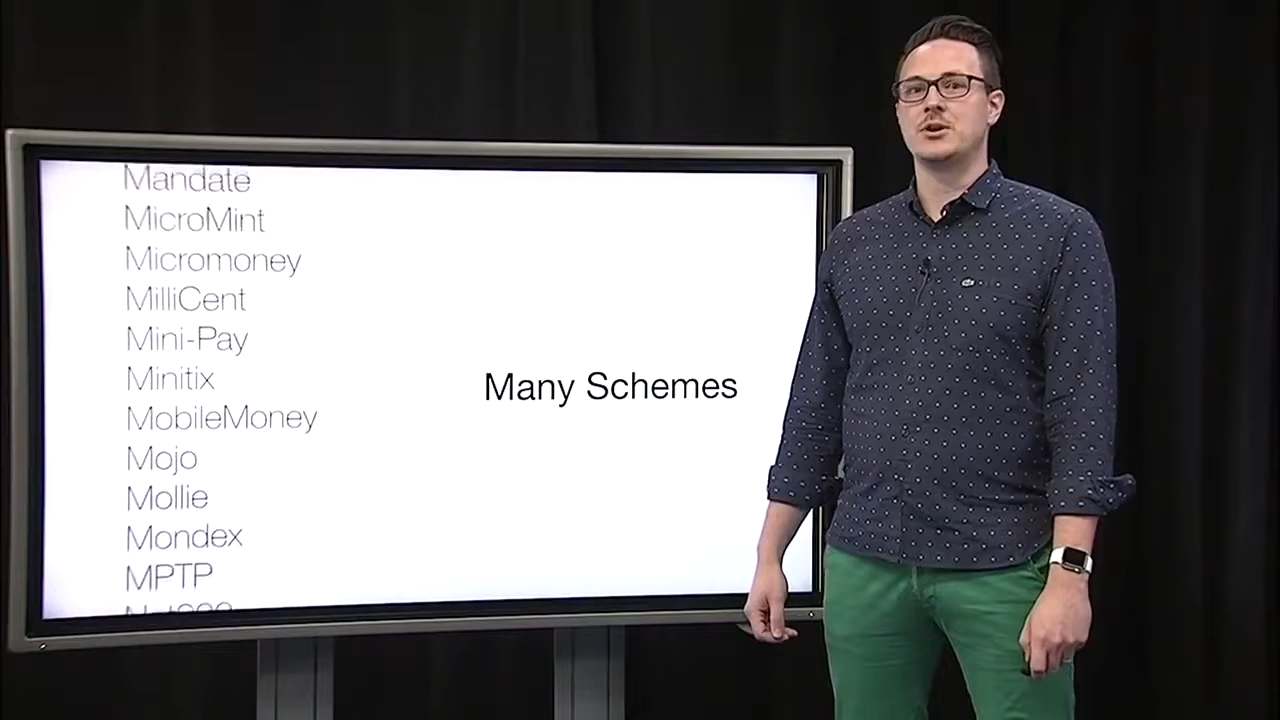 Mandate
MicroMint
Micromoney
MilliCent
Mini-Pay
Minitix
MobileMoney
Mojo
Mollie
Mondex
MPTP
Many Schemes